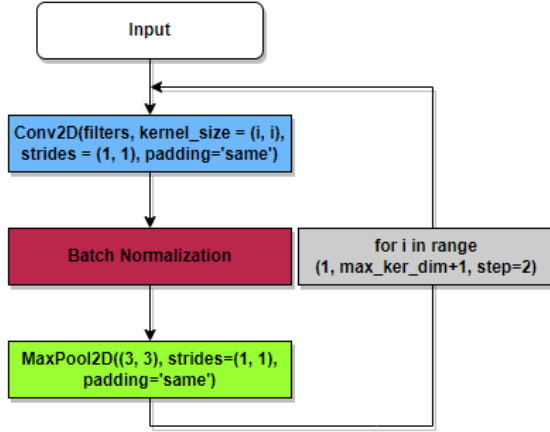 Input
Conv2D(filters, kernel_size = (i, i),
strides = (1, 1), padding='same')
Batch Normalization
for i in range
(1, max_ker_dim+1, step=2)
MaxPool2D((3, 3), strides=(1, 1),
padding='same')